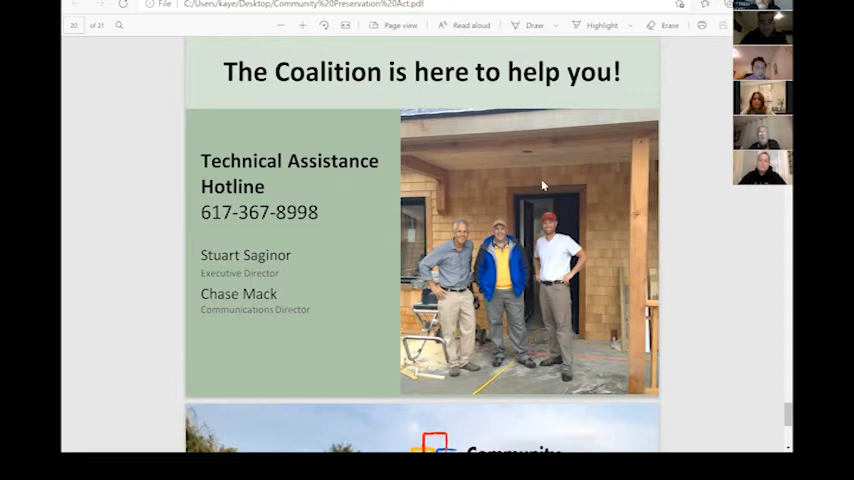 File
C:/Users/kaye/Desktop/Community%20Preservation%20Act.pdf
20 of 21
Page view
Read aloud
Draw
Highlight
Erase
The Coalition is here to help you!
Technical Assistance
Hotline
617-367-8998
Stuart Saginor
Executive Director
Chase Mack
Communications Director